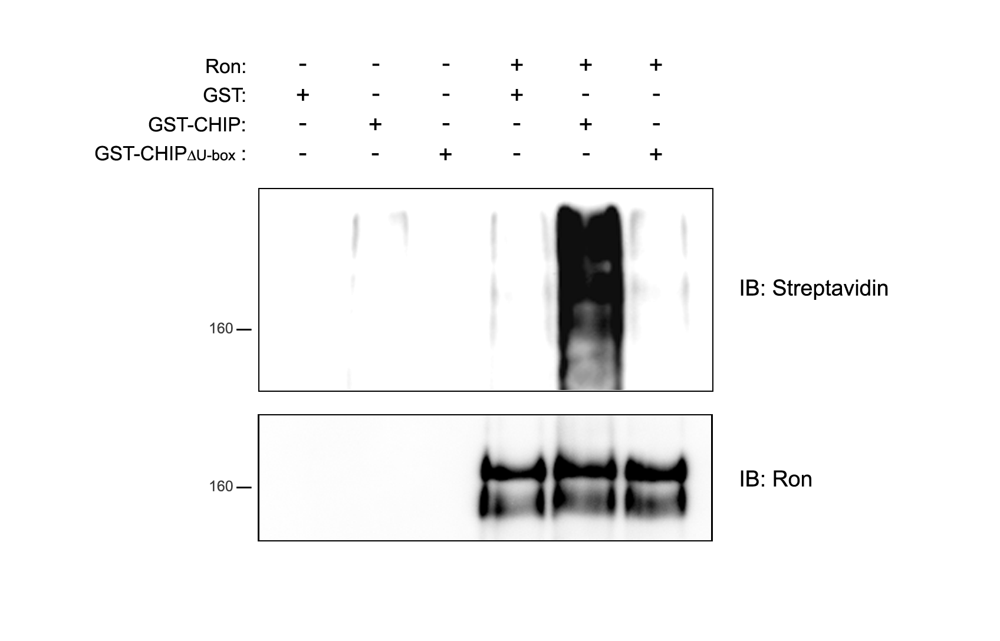 Ron: - - - + + +
GST: + - - + - -
GST-CHIP: - + - - + -
GST-CHIPΔU-box : - - + - - +
160
IB: Streptavidin
160
IB: Ron